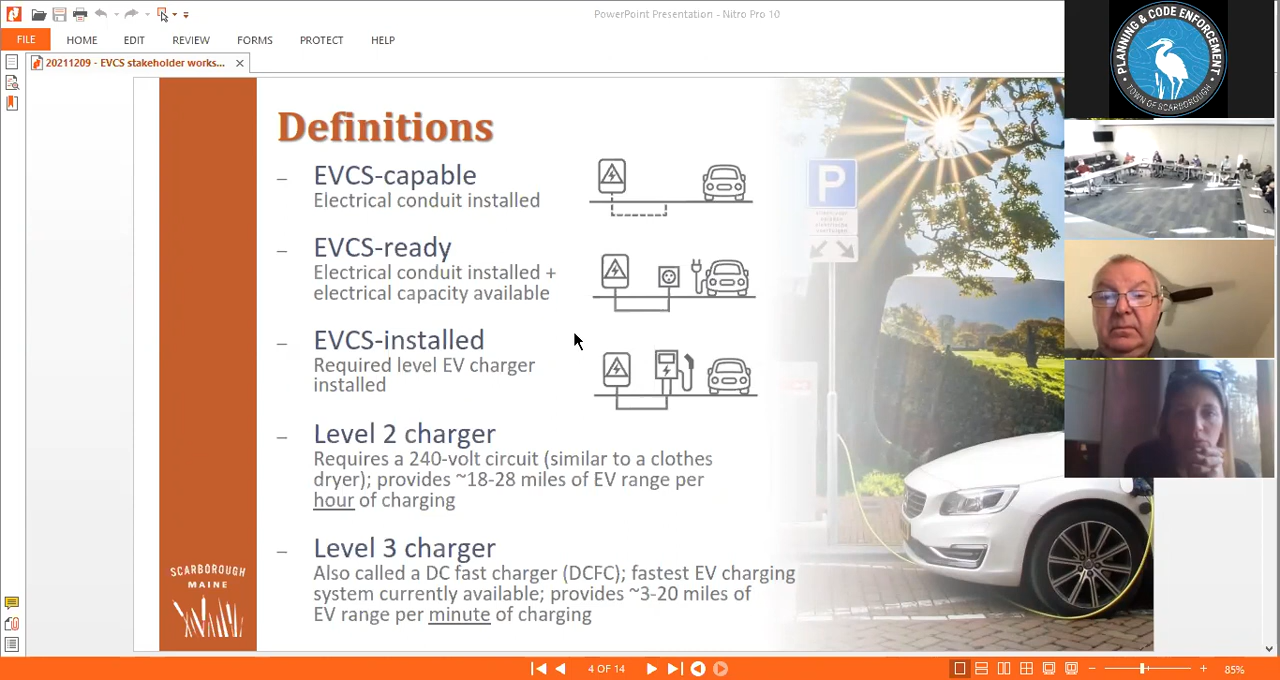 PowerPoint Presentation - Nitro Pro 10
FILE HOME EDIT REVIEW FORMS PROTECT HELP
20211209 - EVCS stakeholder works...
Definitions
– EVCS-capable
Electrical conduit installed
– EVCS-ready
Electrical conduit installed +
electrical capacity available
– EVCS-installed
Required level EV charger
installed
– Level 2 charger
Requires a 240-volt circuit (similar to a clothes
dryer); provides ~18-28 miles of EV range per
hour of charging
– Level 3 charger
Also called a DC fast charger (DCFC); fastest EV charging
system currently available; provides ~3-20 miles of
EV range per minute of charging
SCARBOROUGH
MAINE
P
PLANNING & CODE ENFORCEMENT
TOWN OF SCARBOROUGH
4 OF 14
85%